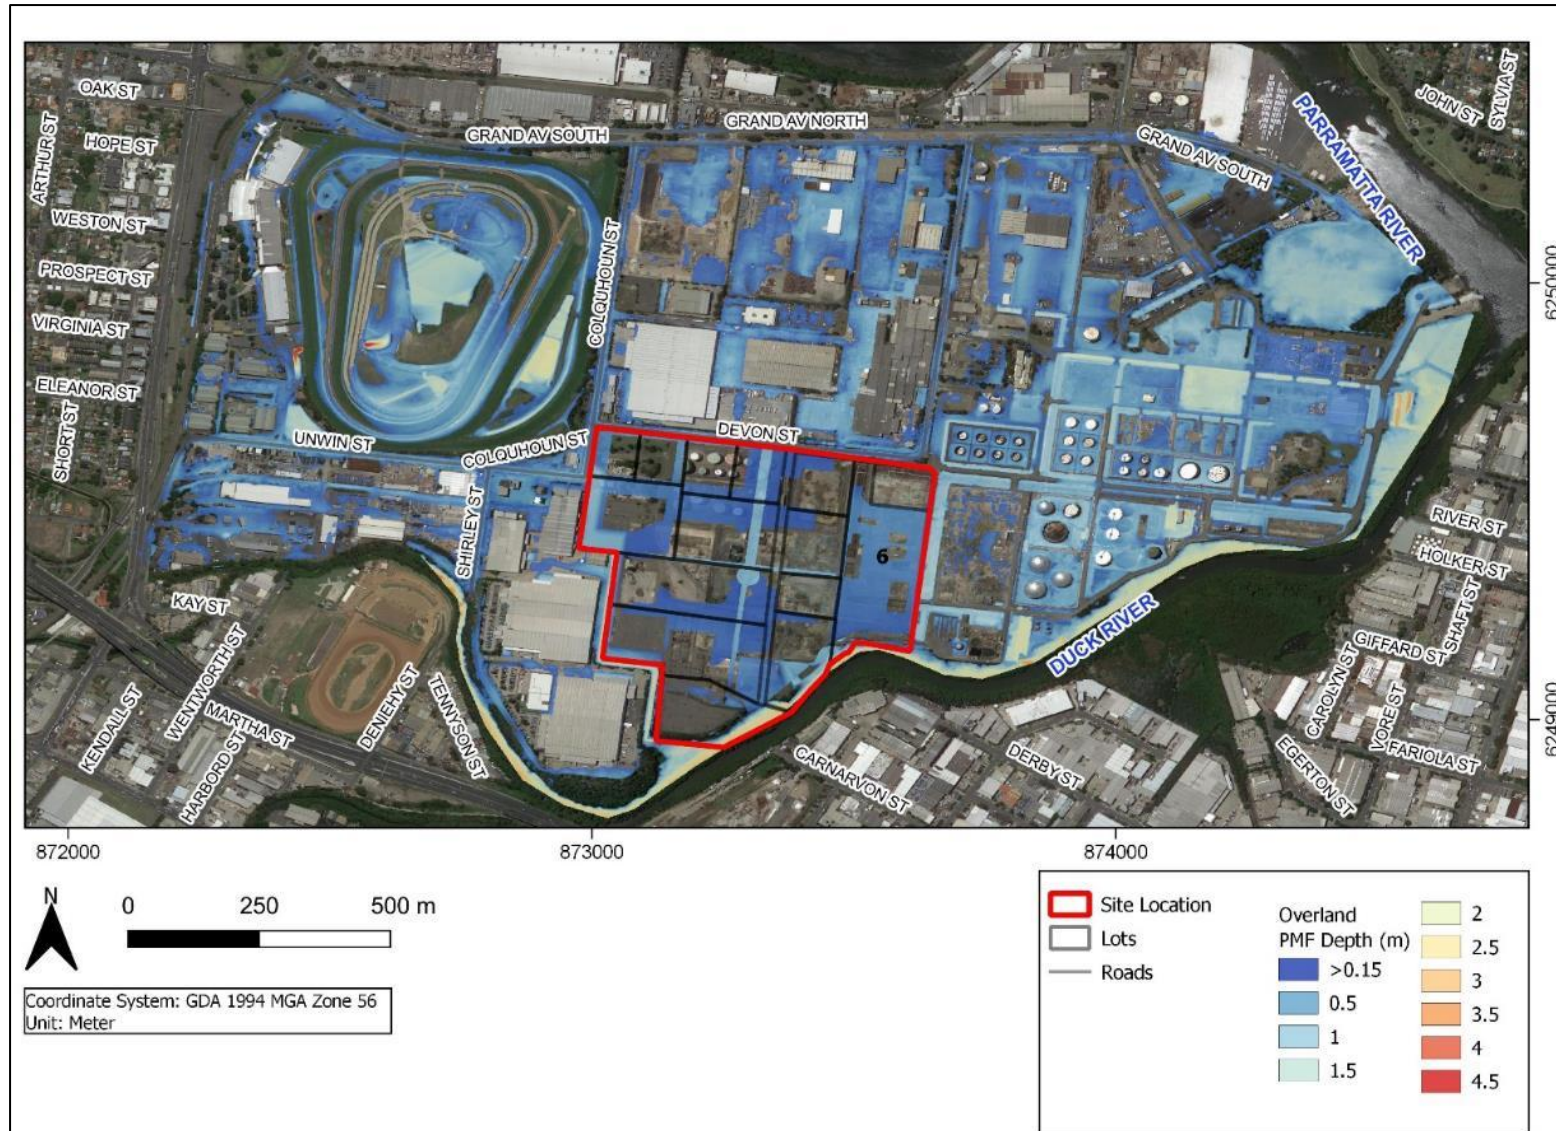 OAK ST
HOPE ST
ARTHUR ST
WESTON ST
PROSPECT ST
VIRGINIA ST
ELEANOR ST
SHORT ST
GRAND AV SOUTH
GRAND AV NORTH
GRAND AV SOUTH
PARRAMATTA RIVER
JOHN ST
SYLVIA ST
COLQUHOUN ST
UNWIN ST
COLQUHOUN ST
DEVON ST
SHIRLEY ST
6
KAY ST
WENTWORTH ST
KENDALL ST
HARBORD ST
MARTHA ST
DENIEHY ST
TENNYSON ST
DUCK RIVER
CARNARVON ST
DERBY ST
RIVER ST
HOLKER ST
SHAFT ST
GIFFARD ST
CAROLYN ST
VORE ST
FARIOLA ST
EGERTON ST
6250000
6249000
872000
873000
874000
N
0 250 500 m
Coordinate System: GDA 1994 MGA Zone 56
Unit: Meter
Site Location
Lots
Roads
Overland
PMF Depth (m)
>0.15
0.5
1
1.5
2
2.5
3
3.5
4
4.5